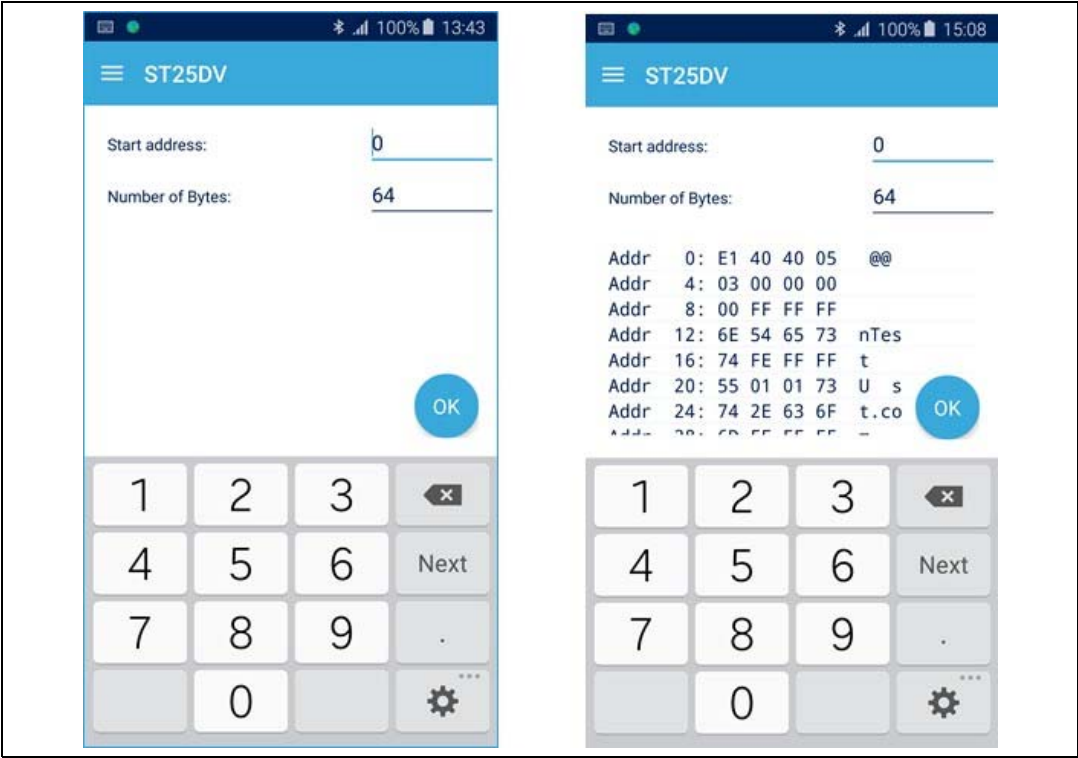 100% 13:43
ST25DV
Start address: 0
Number of Bytes: 64
OK
1 2 3
4 5 6 Next
7 8 9 .
0
100% 15:08
ST25DV
Start address: 0
Number of Bytes: 64
Addr 0: E1 40 40 05 @@
Addr 4: 03 00 00 00
Addr 8: 00 FF FF FF
Addr 12: 6E 54 65 73 nTes
Addr 16: 74 FE FF FF t
Addr 20: 55 01 01 73 U s
Addr 24: 74 2E 63 6F t.co
OK
1 2 3
4 5 6 Next
7 8 9 .
0